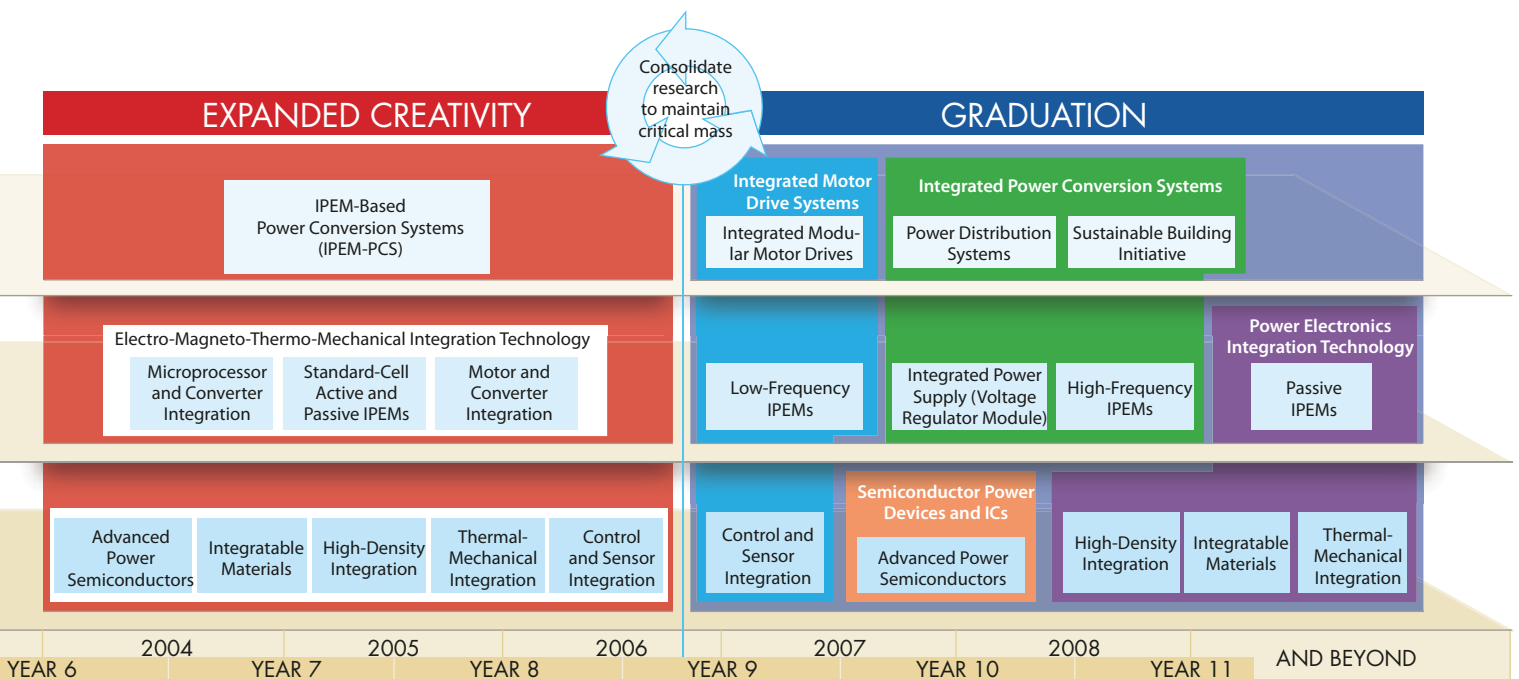 Consolidate
research
to maintain
critical mass
EXPANDED CREATIVITY
GRADUATION
IPEM-Based
Power Conversion Systems
(IPEM-PCS)
Integrated Motor
Drive Systems
Integrated Modu-
lar Motor Drives
Integrated Power Conversion Systems
Power Distribution
Systems
Sustainable Building
Initiative
Electro-Magneto-Thermo-Mechanical Integration Technology
Microprocessor
and Converter
Integration
Standard-Cell
Active and
Passive IPEMs
Motor and
Converter
Integration
Low-Frequency
IPEMs
Integrated Power
Supply (Voltage
Regulator Module)
High-Frequency
IPEMs
Power Electronics
Integration Technology
Passive
IPEMs
Advanced
Power
Semiconductors
Integratable
Materials
High-Density
Integration
Thermal-
Mechanical
Integration
Control
and Sensor
Integration
Control and
Sensor
Integration
Semiconductor Power
Devices and ICs
Advanced Power
Semiconductors
High-Density
Integration
Integratable
Materials
Thermal-
Mechanical
Integration
2004
2005
2006
2007
2008
AND BEYOND
YEAR 6
YEAR 7
YEAR 8
YEAR 9
YEAR 10
YEAR 11